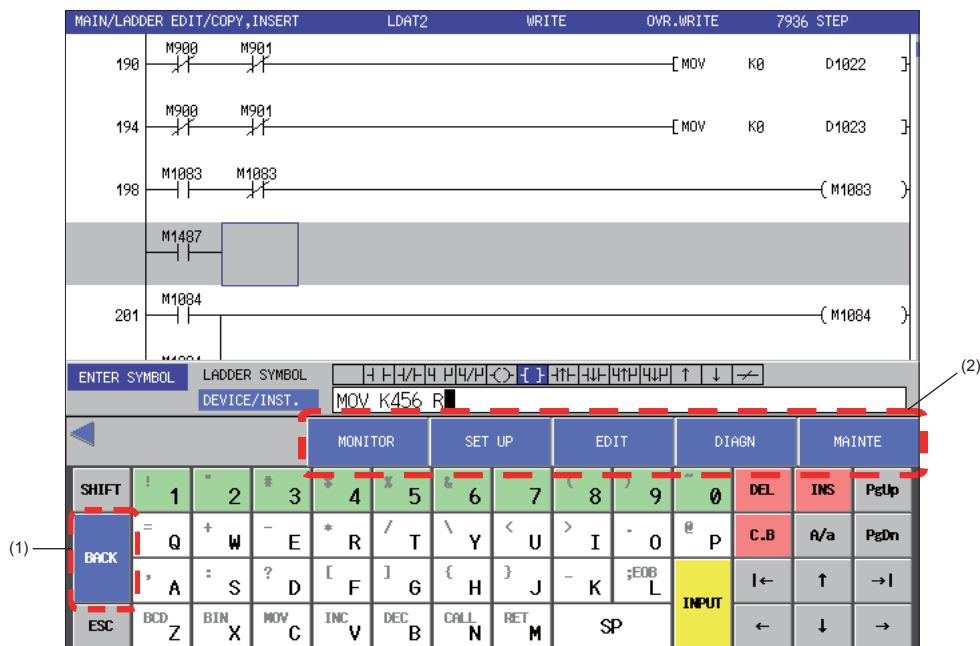 MAIN/LADDER EDIT/COPY,INSERT LDAT2 WRITE OVR.WRITE 7936 STEP
M900 M901
190 MOV K0 D1022
M900 M901
194 MOV K0 D1023
M1083 M1083
198 M1083
M1487
M1084
201 M1084
ENTER SYMBOL LADDER SYMBOL
DEVICE/INST. MOV K456 R
(2)
MONITOR SET UP EDIT DIAGN MAINTE
SHIFT ! 1 " 2 # 3 $ 4 % 5 & 6 ' 7 ( 8 ) 9 ~ 0 DEL INS PgUp
(1) BACK = Q + W - E * R / T \ Y < U > I . O @ P C.B A/a PgDn
, A : S ? D [ F ] G { H } J _ K ;EOB L INPUT |← ↑ →|
ESC BCD Z BIN X MOV C INC V DEC B CALL N RET M SP ← ↓ →